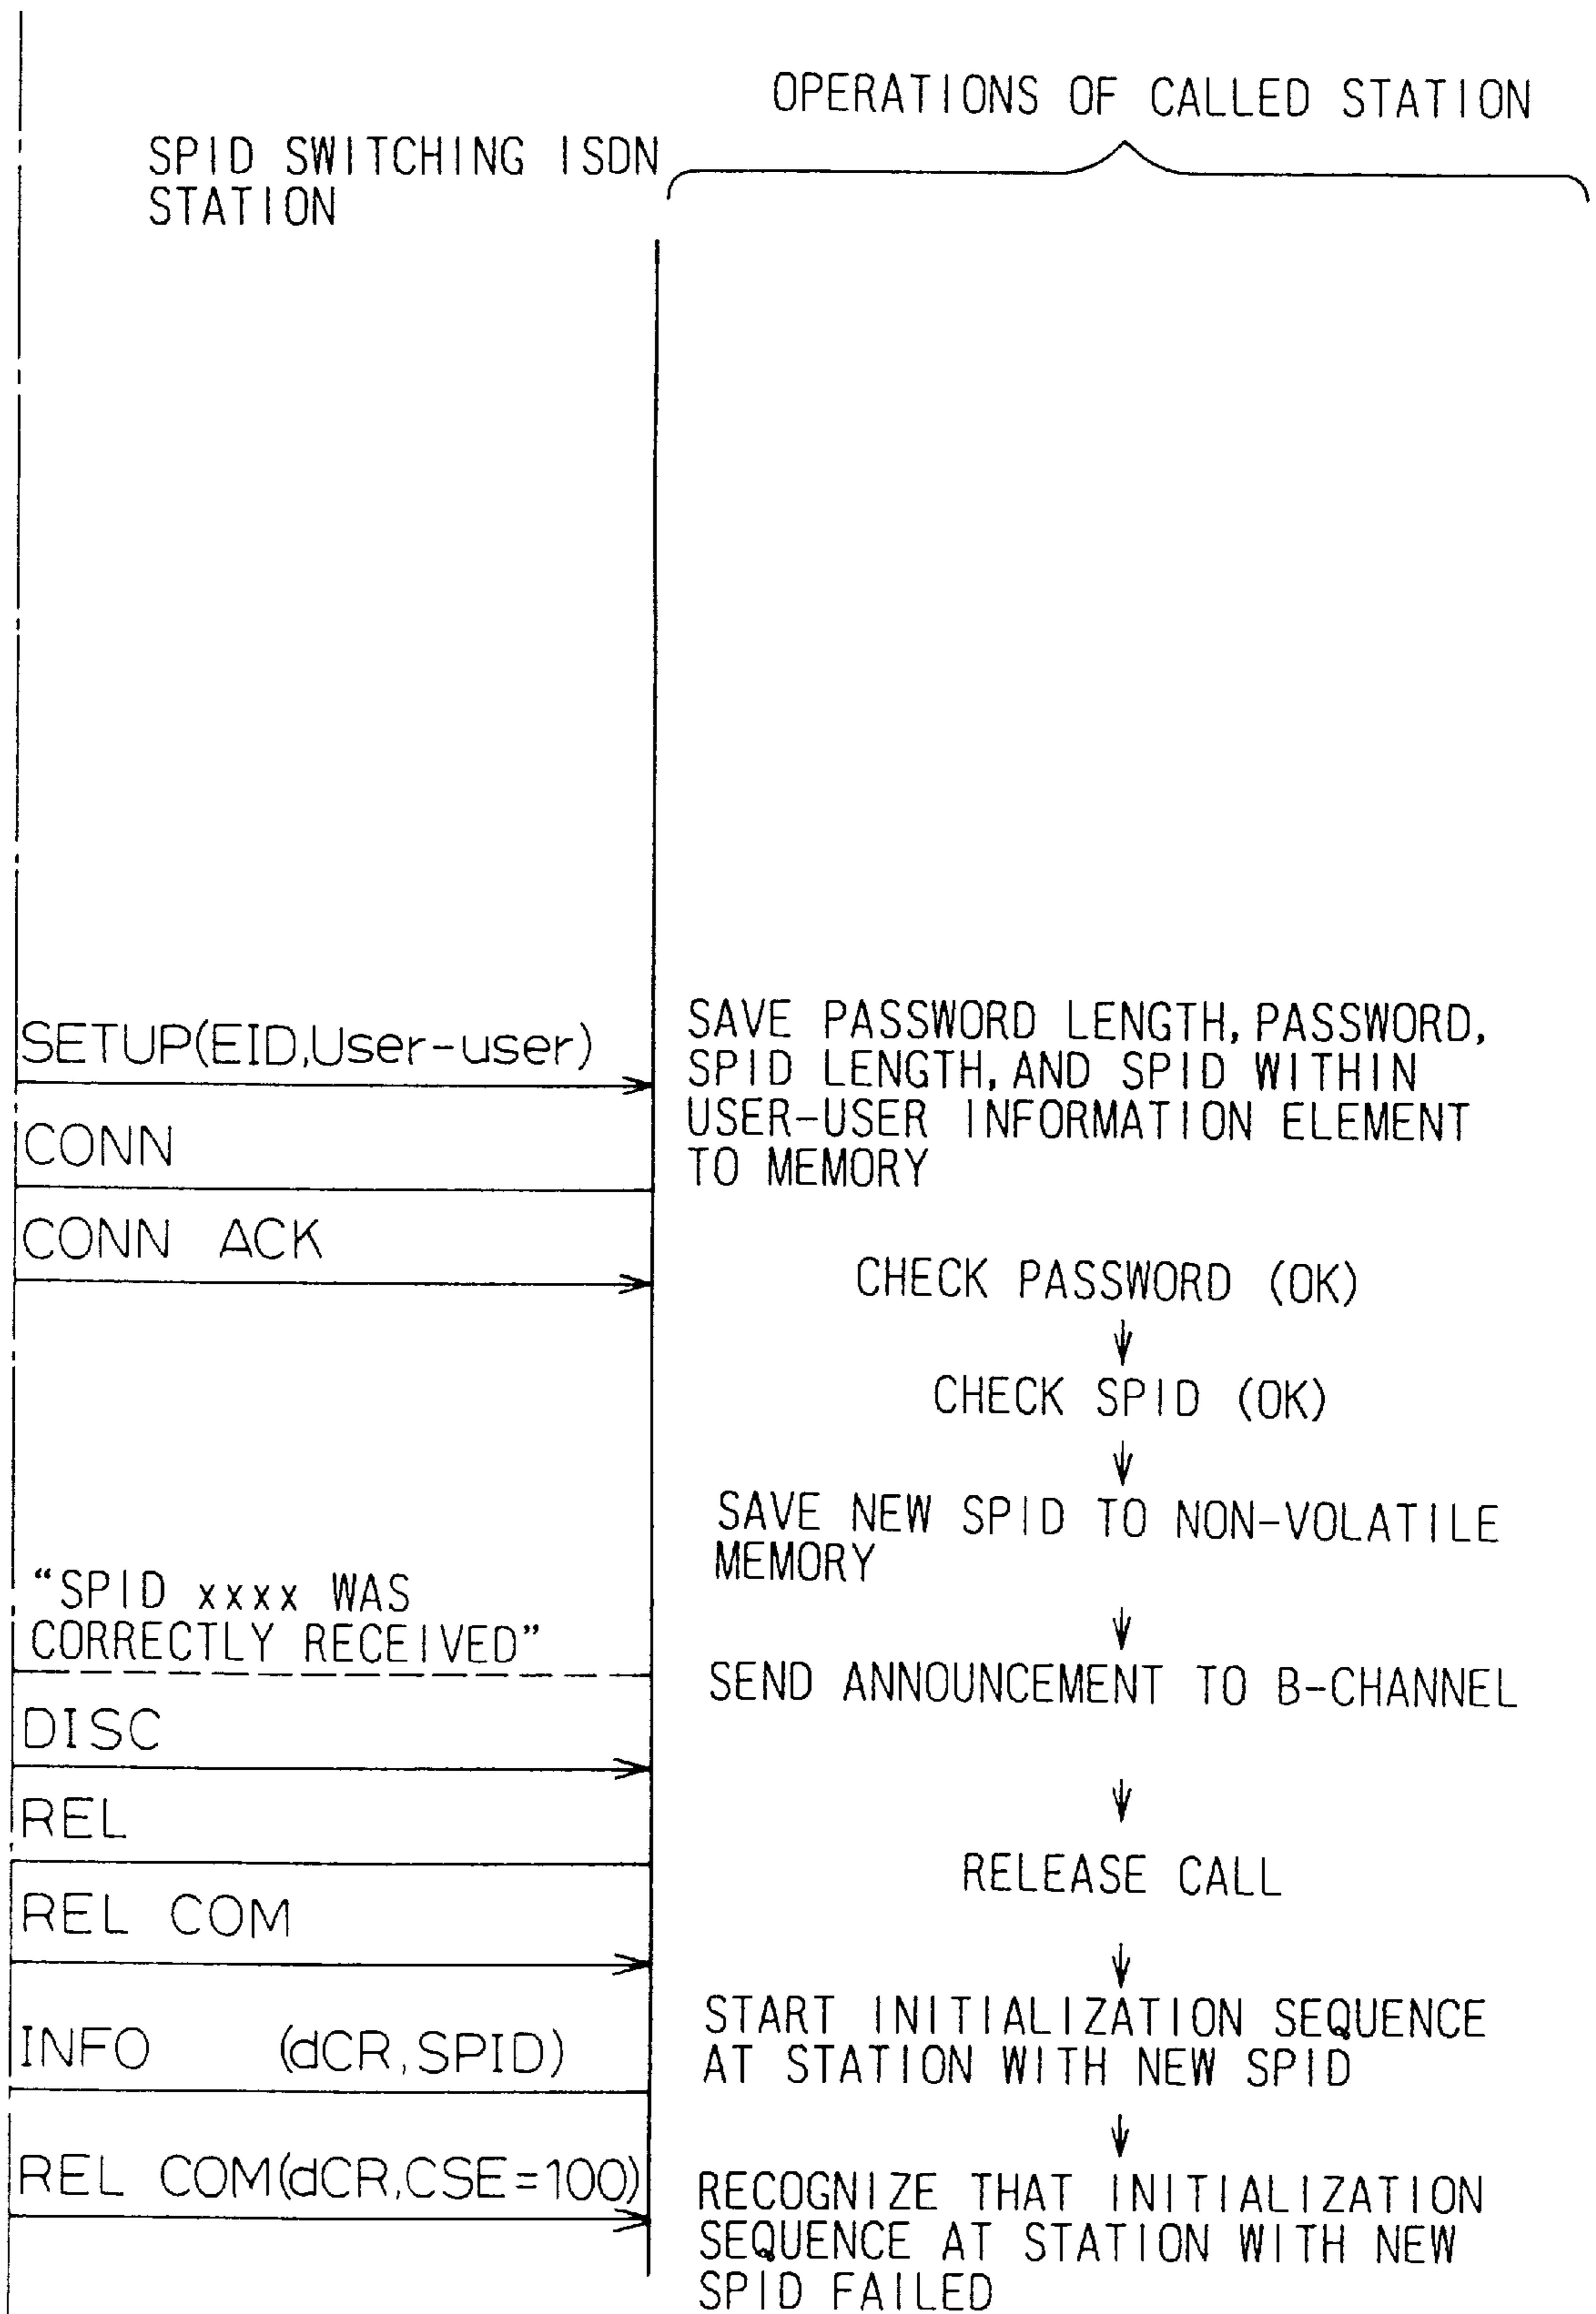 OPERATIONS OF CALLED STATION
SPID SWITCHING ISDN
STATION
SETUP(EID,User-user)
SAVE PASSWORD LENGTH, PASSWORD,
SPID LENGTH, AND SPID WITHIN
USER-USER INFORMATION ELEMENT
TO MEMORY
CONN
CONN ACK
CHECK PASSWORD (OK)
CHECK SPID (OK)
SAVE NEW SPID TO NON-VOLATILE
MEMORY
“SPID xxxx WAS
CORRECTLY RECEIVED”
SEND ANNOUNCEMENT TO B-CHANNEL
DISC
REL
RELEASE CALL
REL COM
START INITIALIZATION SEQUENCE
AT STATION WITH NEW SPID
INFO (dCR,SPID)
REL COM(dCR,CSE=100)
RECOGNIZE THAT INITIALIZATION
SEQUENCE AT STATION WITH NEW
SPID FAILED